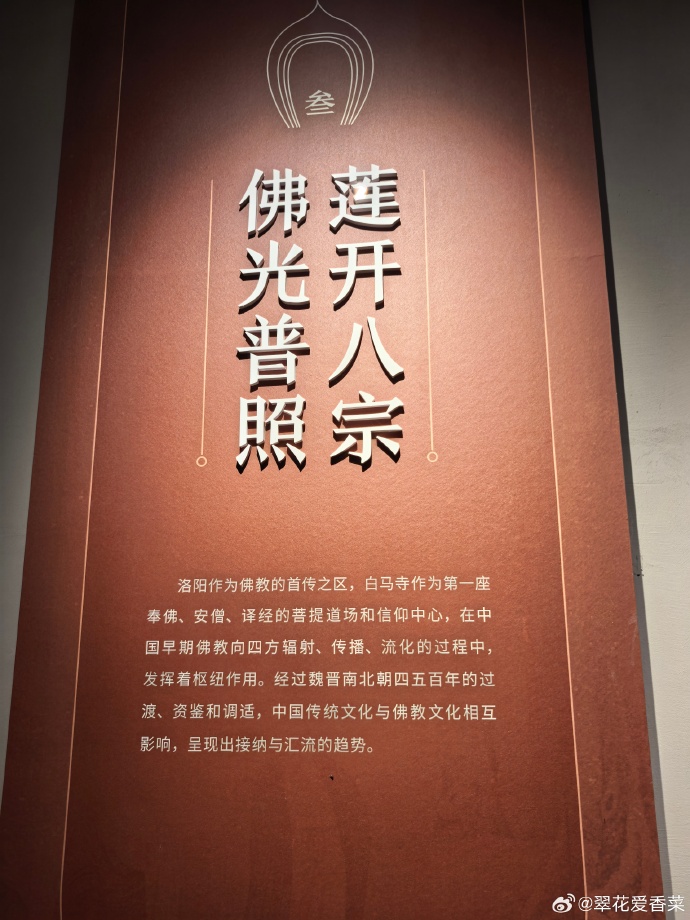 叁
莲开八宗
佛光普照
洛阳作为佛教的首传之区，白马寺作为第一座
奉佛、安僧、译经的菩提道场和信仰中心，在中
国早期佛教向四方辐射、传播、流化的过程中，
发挥着枢纽作用。经过魏晋南北朝四五百年的过
渡、资鉴和调适，中国传统文化与佛教文化相互
影响，呈现出接纳与汇流的趋势。
@翠花爱香菜